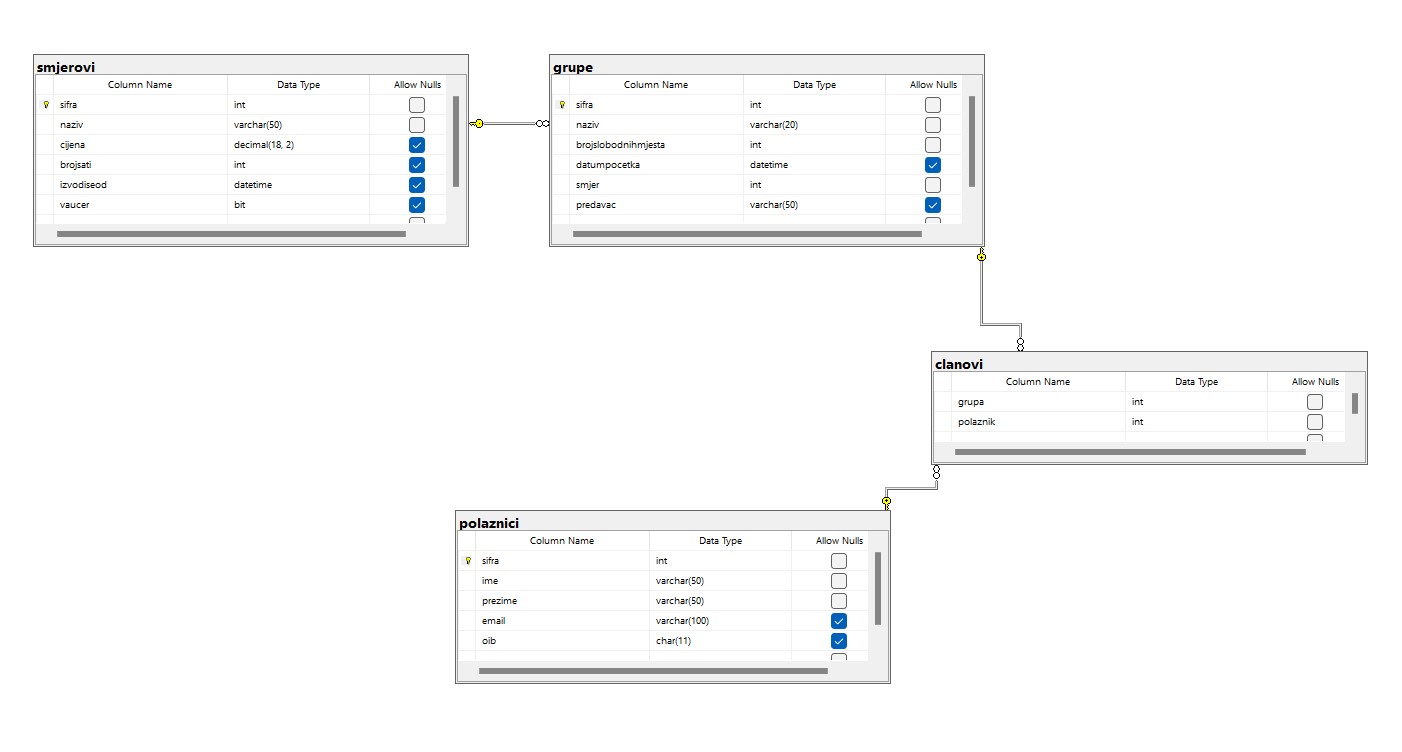 smjerovi
Column Name Data Type Allow Nulls
sifra int
naziv varchar(50)
cijena decimal(18, 2)
brojsati int
izvodiseod datetime
vaucer bit
grupe
Column Name Data Type Allow Nulls
sifra int
naziv varchar(20)
brojslobodnihmjesta int
datumpocetka datetime
smjer int
predavac varchar(50)
clanovi
Column Name Data Type Allow Nulls
grupa int
polaznik int
polaznici
Column Name Data Type Allow Nulls
sifra int
ime varchar(50)
prezime varchar(50)
email varchar(100)
oib char(11)